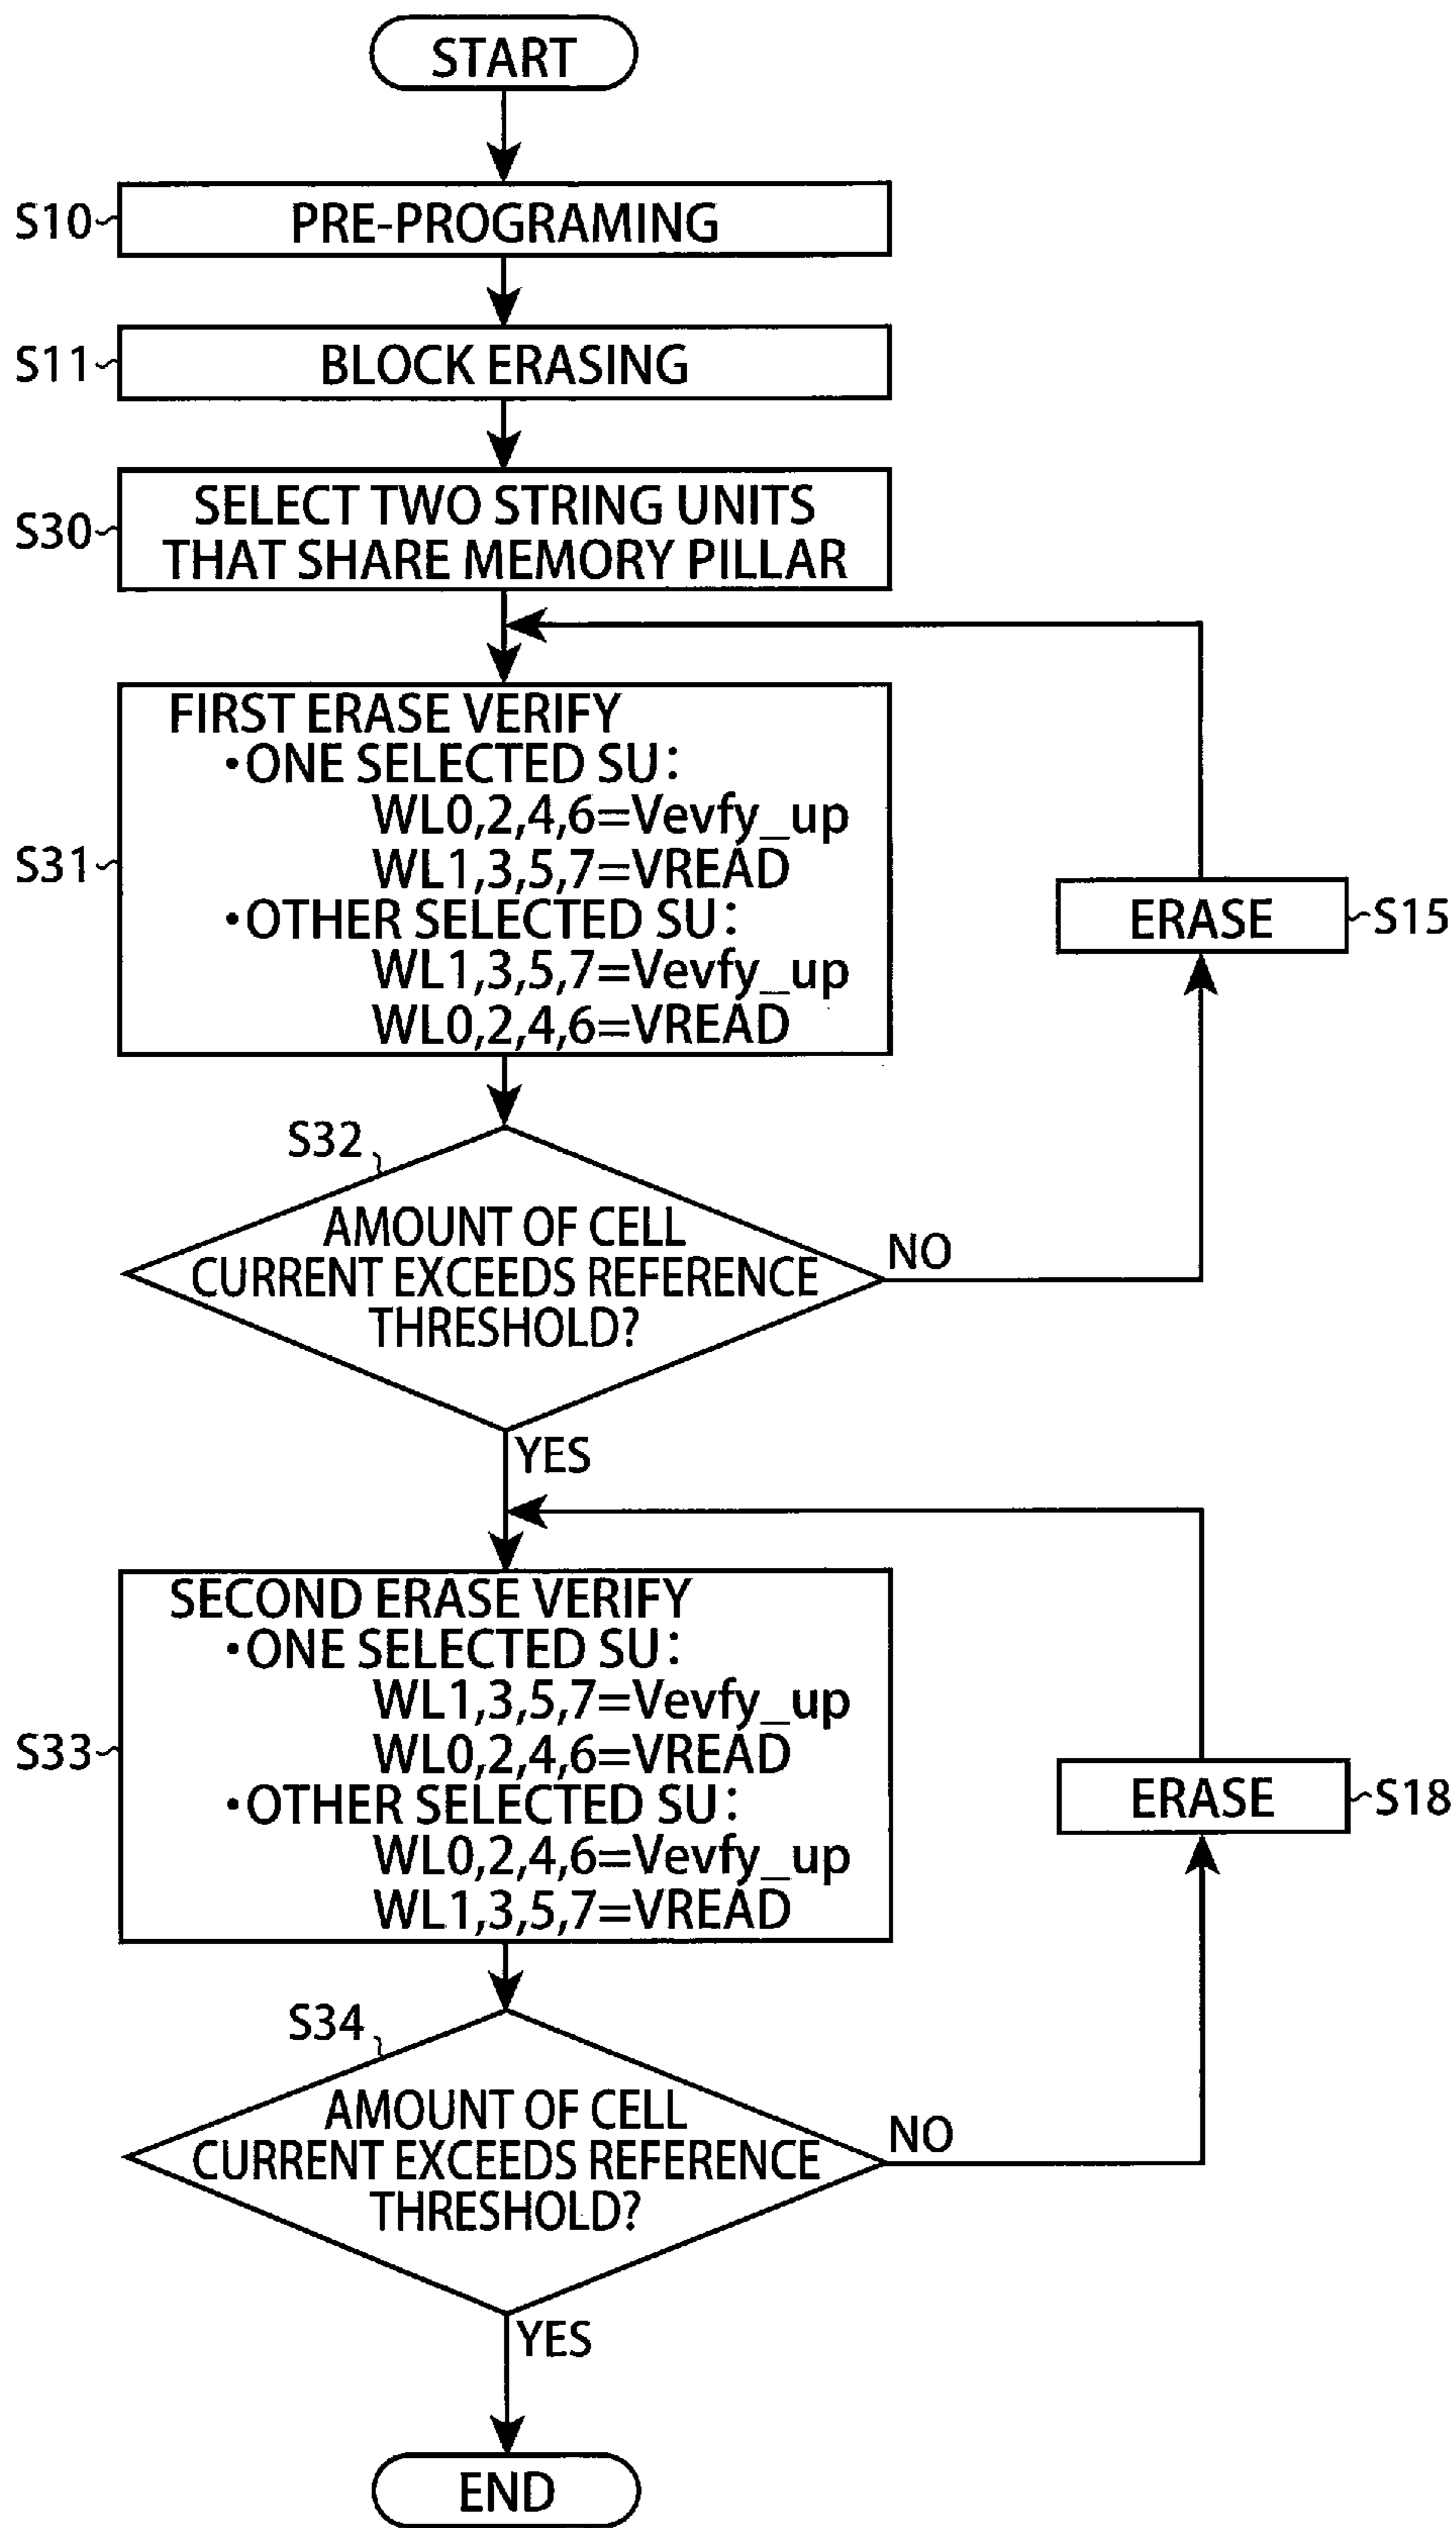 START
S10
PRE-PROGRAMING
S11
BLOCK ERASING
S30
SELECT TWO STRING UNITS
THAT SHARE MEMORY PILLAR
S31
FIRST ERASE VERIFY
•ONE SELECTED SU:
WL0,2,4,6=Vevfy_up
WL1,3,5,7=VREAD
•OTHER SELECTED SU:
WL1,3,5,7=Vevfy_up
WL0,2,4,6=VREAD
ERASE
S15
S32
AMOUNT OF CELL
CURRENT EXCEEDS REFERENCE
THRESHOLD?
NO
YES
S33
SECOND ERASE VERIFY
•ONE SELECTED SU:
WL1,3,5,7=Vevfy_up
WL0,2,4,6=VREAD
•OTHER SELECTED SU:
WL0,2,4,6=Vevfy_up
WL1,3,5,7=VREAD
ERASE
S18
S34
AMOUNT OF CELL
CURRENT EXCEEDS REFERENCE
THRESHOLD?
NO
YES
END